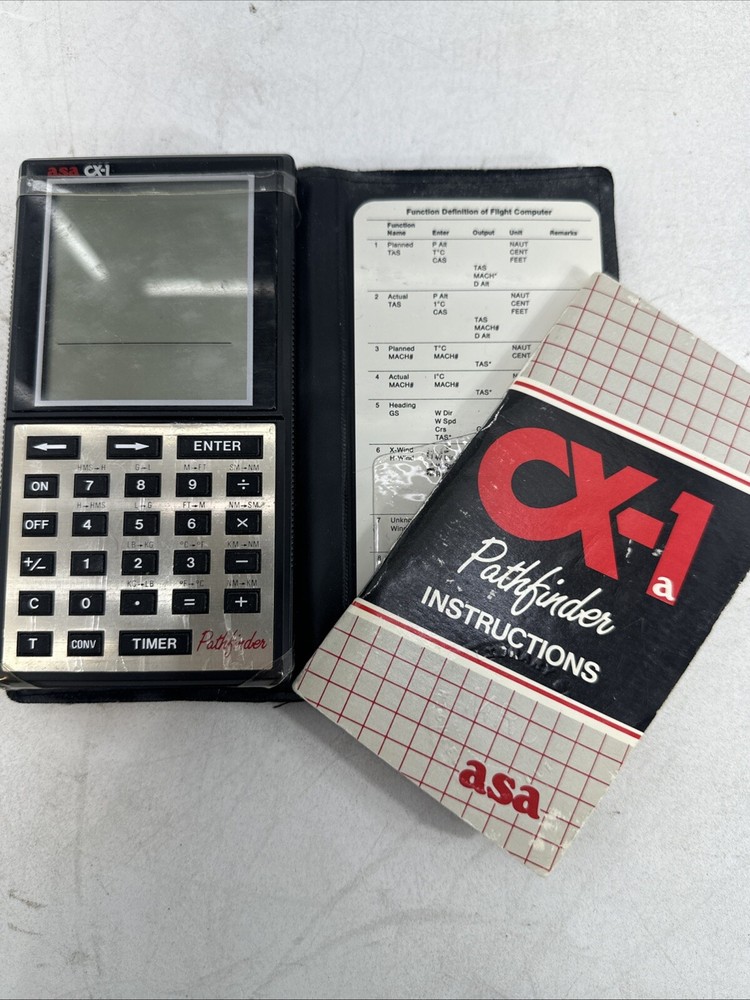 asa CX-1
← → ENTER
HMS→H G→L M→FT SM→NM
ON 7 8 9 ÷
H→HMS L→G FT→M NM→SM
OFF 4 5 6 ×
LB→KG °C→°F KM→NM
+/− 1 2 3 −
KG→LB °F→°C NM→KM
C 0 . = +
T CONV TIMER Pathfinder
Function Definition of Flight Computer
Function Name Enter Output Unit Remarks
1 Planned TAS P Alt NAUT
T°C CENT
CAS FEET
TAS
MACH*
D Alt
2 Actual TAS P Alt NAUT
CENT
CAS FEET
TAS
MACH#
D Alt
3 Planned MACH# T°C NAUT
MACH# CENT
TAS*
4 Actual MACH# I°C
MACH#
TAS*
5 Heading GS
W Dir
W Spd
Crs
TAS*
6 X-Wind
7
8
CX-1a
Pathfinder
INSTRUCTIONS
asa